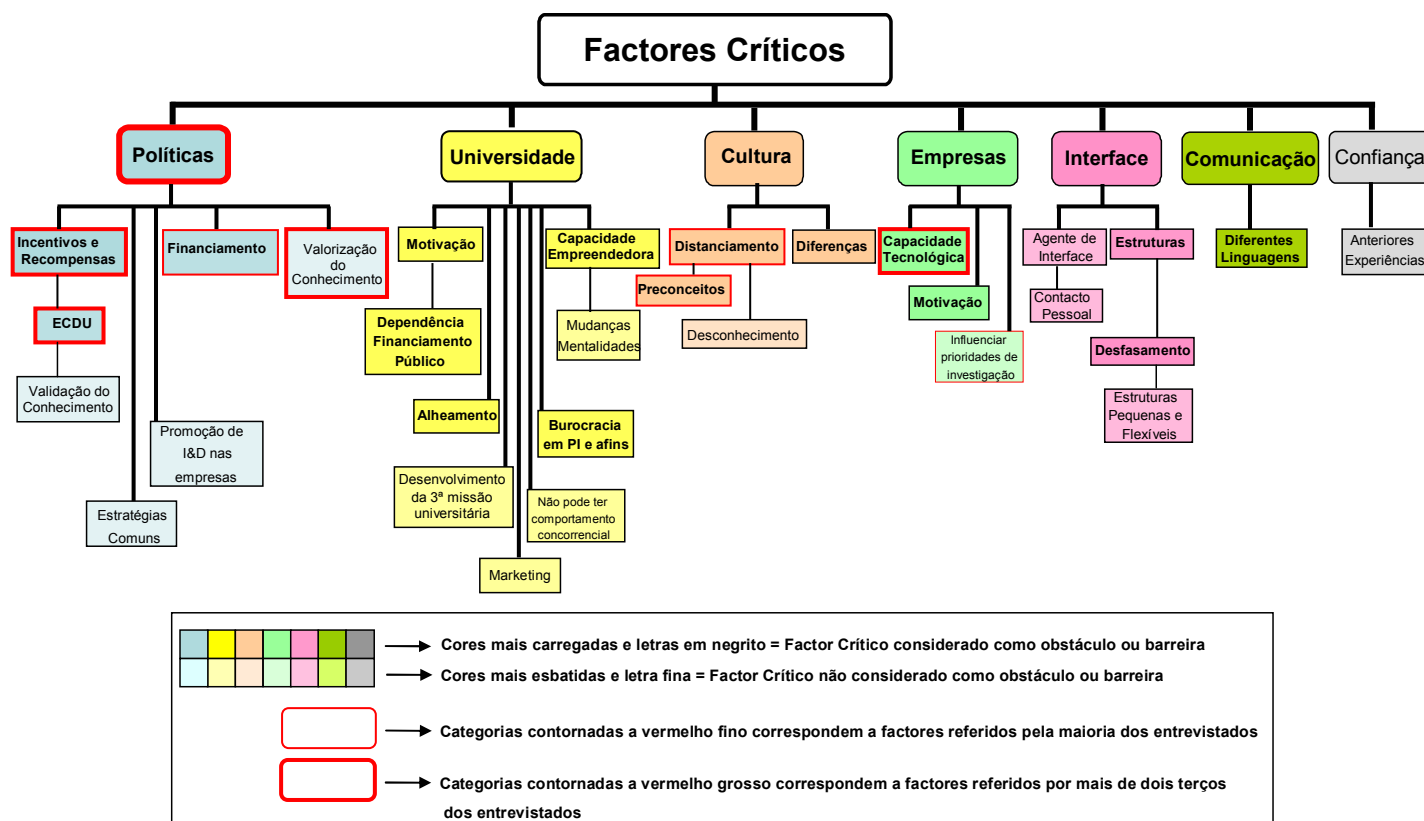 Factores Críticos
Políticas
Universidade
Cultura
Empresas
Interface
Comunicação
Confiança
Incentivos e
Recompensas
Financiamento
Valorização
do
Conhecimento
ECDU
Validação do
Conhecimento
Promoção de
I&D nas
empresas
Estratégias
Comuns
Motivação
Capacidade
Empreendedora
Dependência
Financiamento
Público
Mudanças
Mentalidades
Alheamento
Burocracia
em PI e afins
Desenvolvimento
da 3ª missão
universitária
Não pode ter
comportamento
concorrencial
Marketing
Distanciamento
Diferenças
Preconceitos
Desconhecimento
Capacidade
Tecnológica
Motivação
Influenciar
prioridades de
investigação
Agente de
Interface
Estruturas
Contacto
Pessoal
Desfasamento
Estruturas
Pequenas e
Flexíveis
Diferentes
Linguagens
Anteriores
Experiências
Cores mais carregadas e letras em negrito = Factor Crítico considerado como obstáculo ou barreira
Cores mais esbatidas e letra fina = Factor Crítico não considerado como obstáculo ou barreira
Categorias contornadas a vermelho fino correspondem a factores referidos pela maioria dos entrevistados
Categorias contornadas a vermelho grosso correspondem a factores referidos por mais de dois terços
dos entrevistados